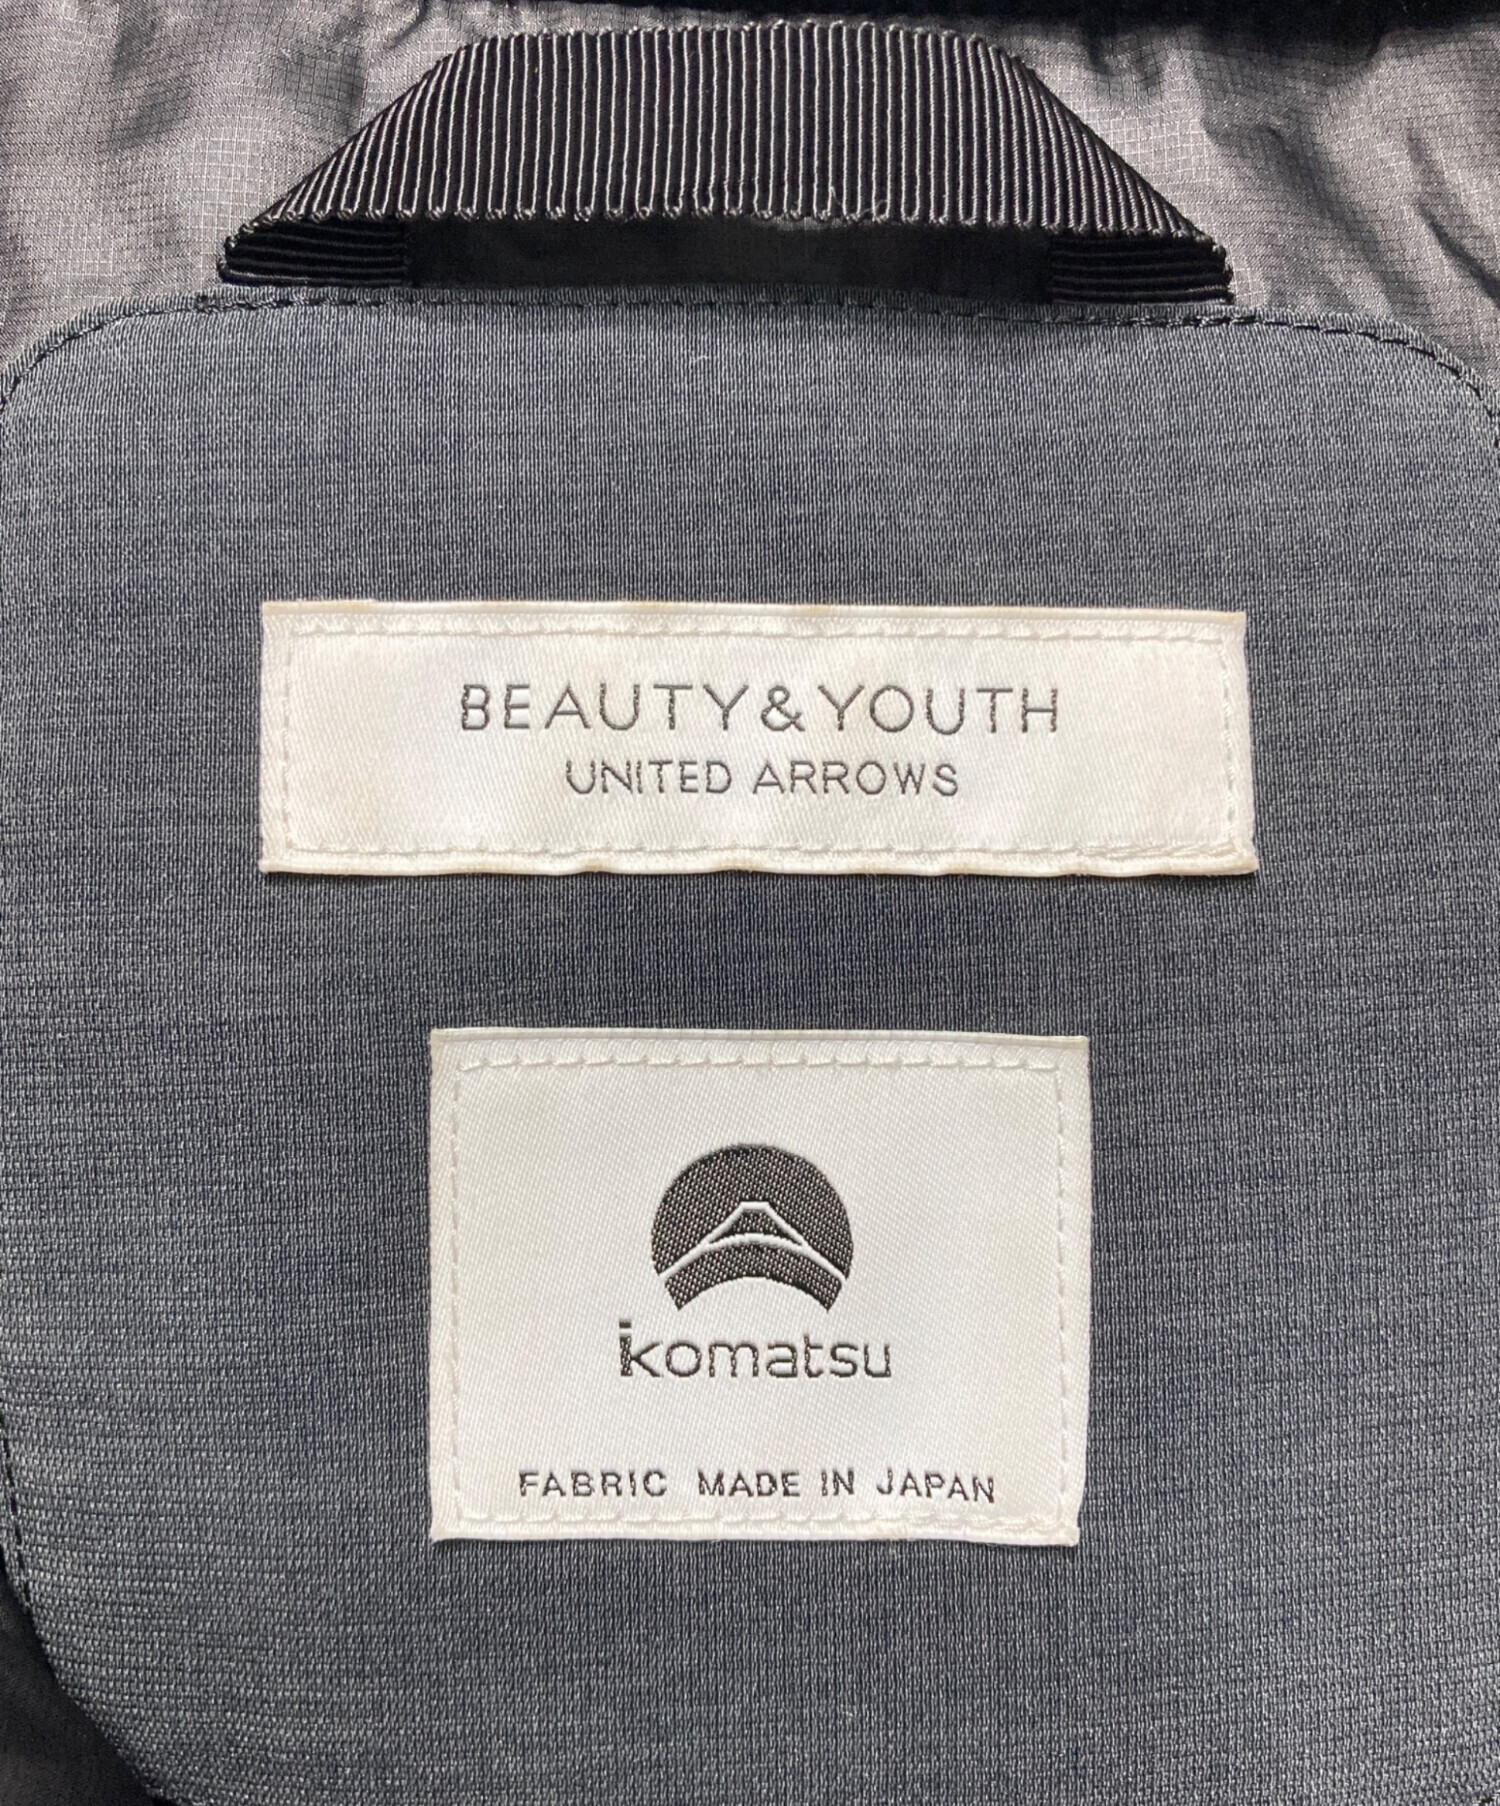 BEAUTY&YOUTH
UNITED ARROWS
komatsu
FABRIC MADE IN JAPAN